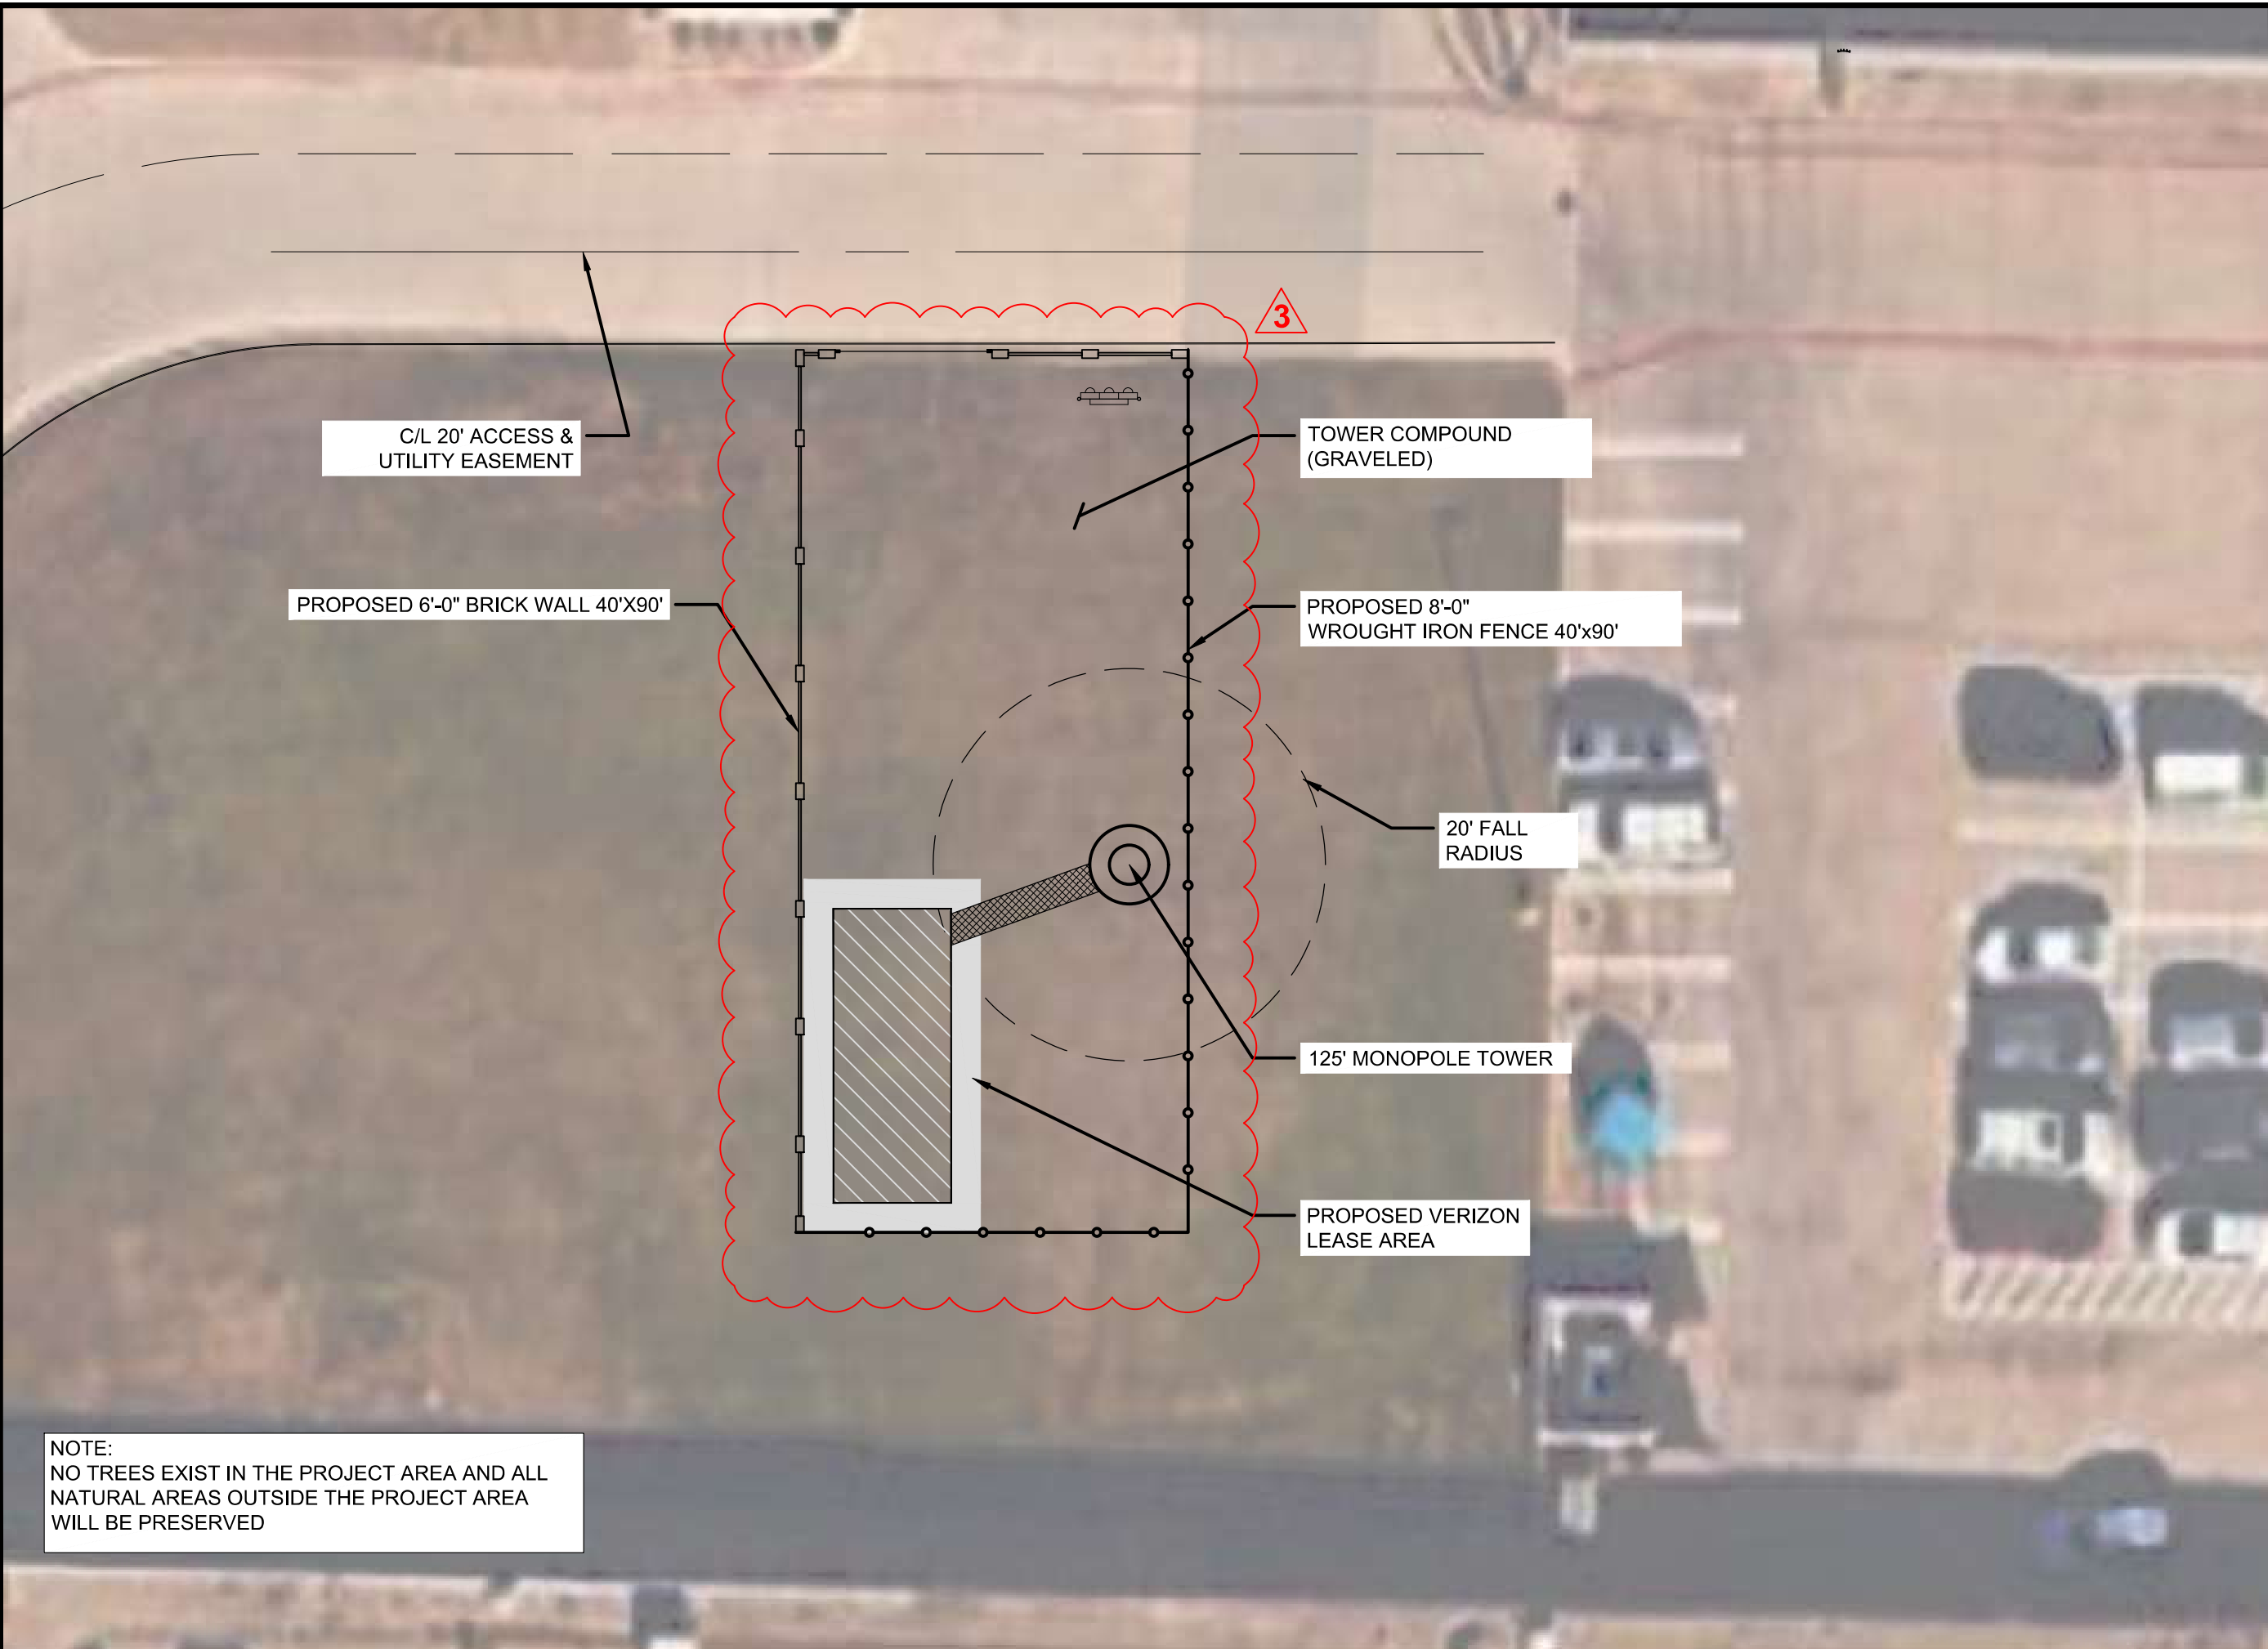 3
C/L 20' ACCESS &
UTILITY EASEMENT
TOWER COMPOUND
(GRAVELED)
PROPOSED 6'-0" BRICK WALL 40'X90'
PROPOSED 8'-0"
WROUGHT IRON FENCE 40'x90'
20' FALL
RADIUS
125' MONOPOLE TOWER
PROPOSED VERIZON
LEASE AREA
NOTE:
NO TREES EXIST IN THE PROJECT AREA AND ALL
NATURAL AREAS OUTSIDE THE PROJECT AREA
WILL BE PRESERVED